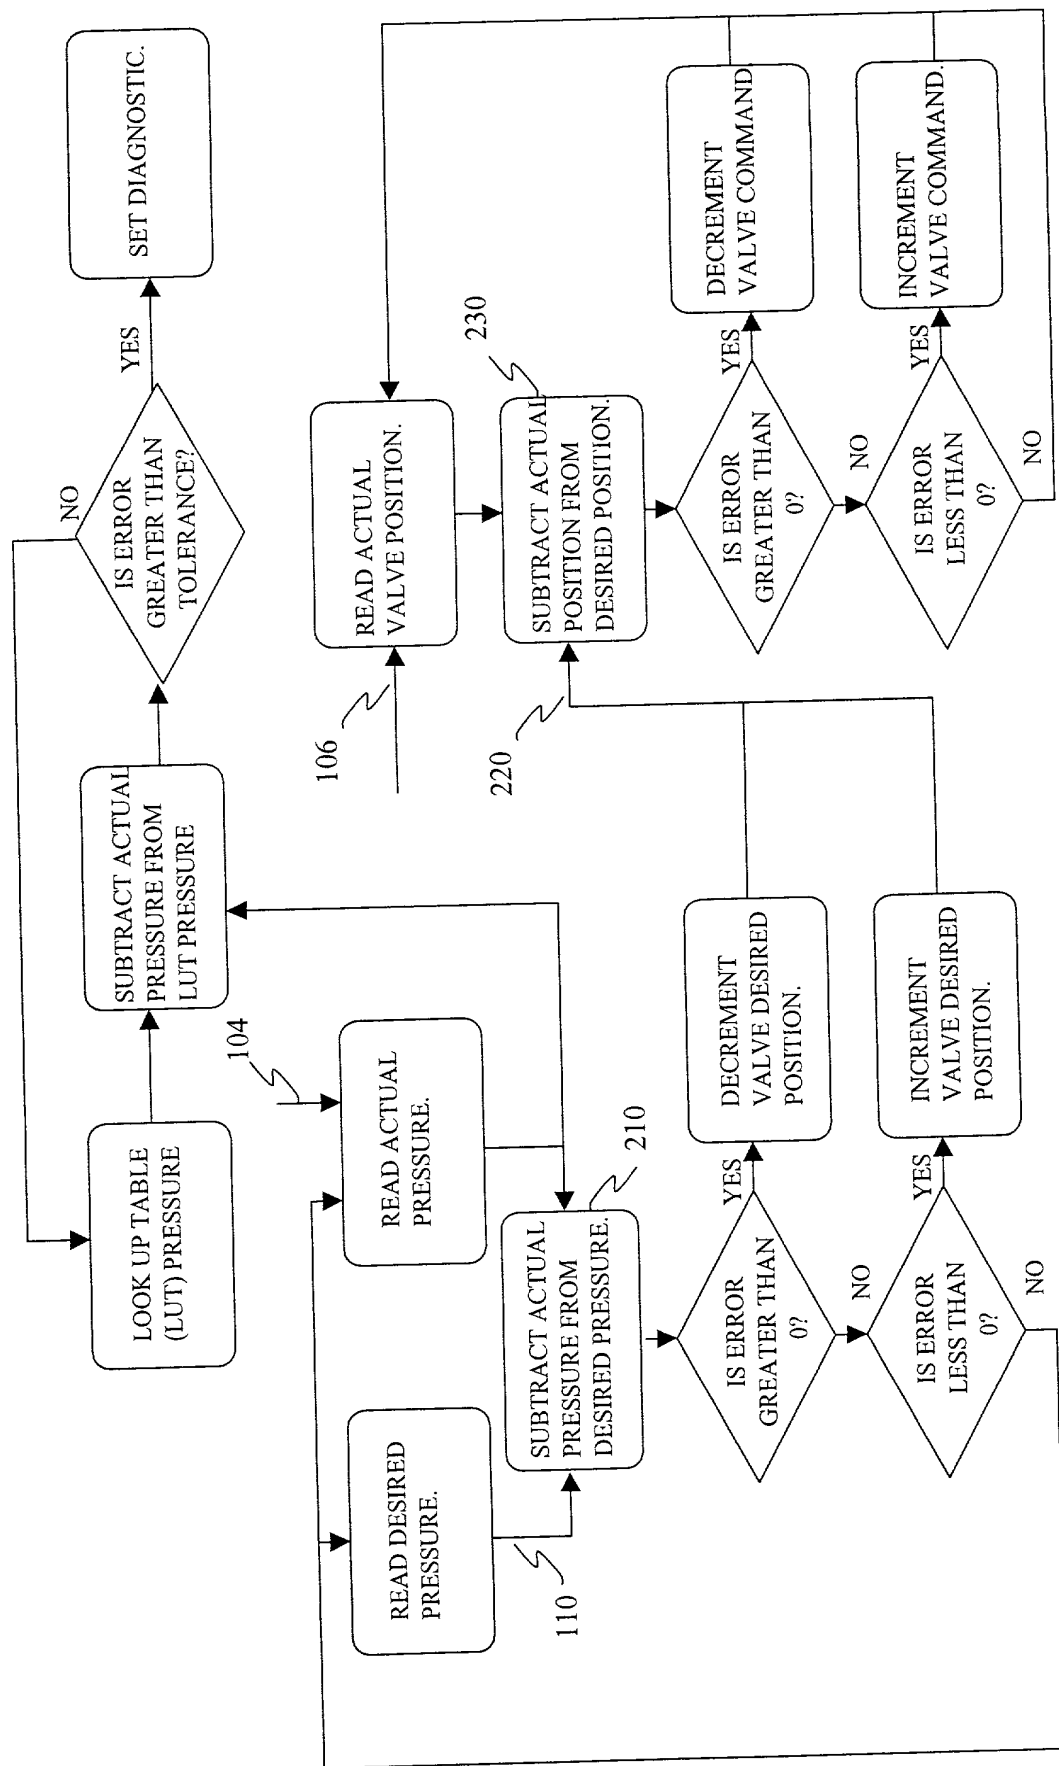 LOOK UP TABLE
(LUT) PRESSURE
SUBTRACT ACTUAL
PRESSURE FROM
LUT PRESSURE
IS ERROR
GREATER THAN
TOLERANCE?
NO
YES
SET DIAGNOSTIC.
READ DESIRED
PRESSURE.
110
104
READ ACTUAL
PRESSURE.
SUBTRACT ACTUAL
PRESSURE FROM
DESIRED PRESSURE.
210
IS ERROR
GREATER THAN
0?
YES
DECREMENT
VALVE DESIRED
POSITION.
NO
IS ERROR
LESS THAN
0?
YES
INCREMENT
VALVE DESIRED
POSITION.
NO
106
READ ACTUAL
VALVE POSITION.
220
SUBTRACT ACTUAL
POSITION FROM
DESIRED POSITION.
230
IS ERROR
GREATER THAN
0?
YES
DECREMENT
VALVE COMMAND.
NO
IS ERROR
LESS THAN
0?
YES
INCREMENT
VALVE COMMAND.
NO